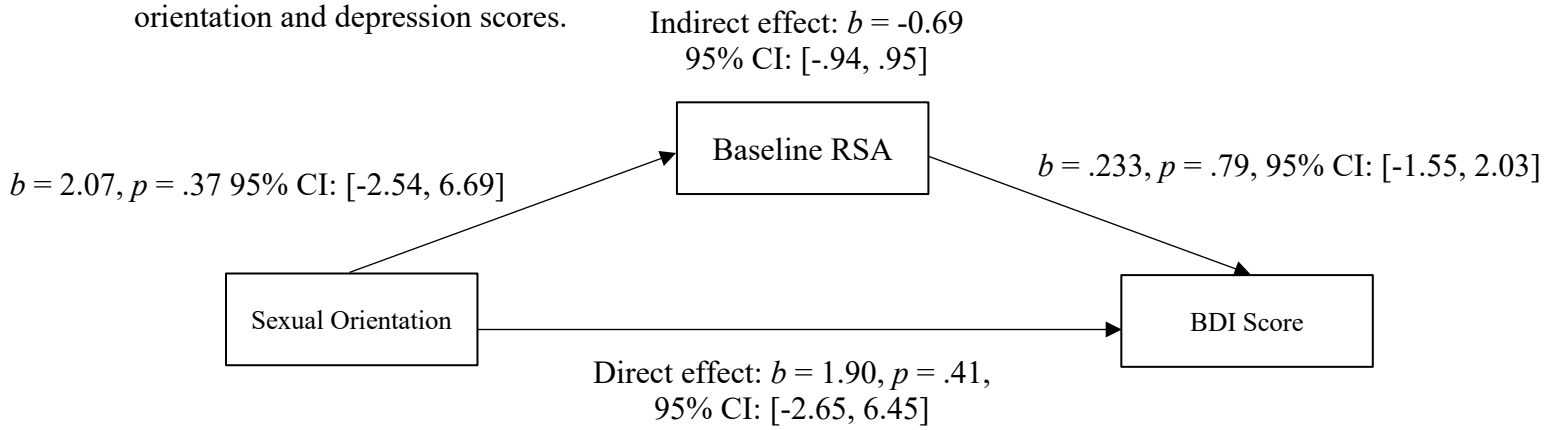 orientation and depression scores.
Indirect effect: b = -0.69
95% CI: [-.94, .95]
Baseline RSA
b = 2.07, p = .37 95% CI: [-2.54, 6.69]
b = .233, p = .79, 95% CI: [-1.55, 2.03]
Sexual Orientation
BDI Score
Direct effect: b = 1.90, p = .41,
95% CI: [-2.65, 6.45]